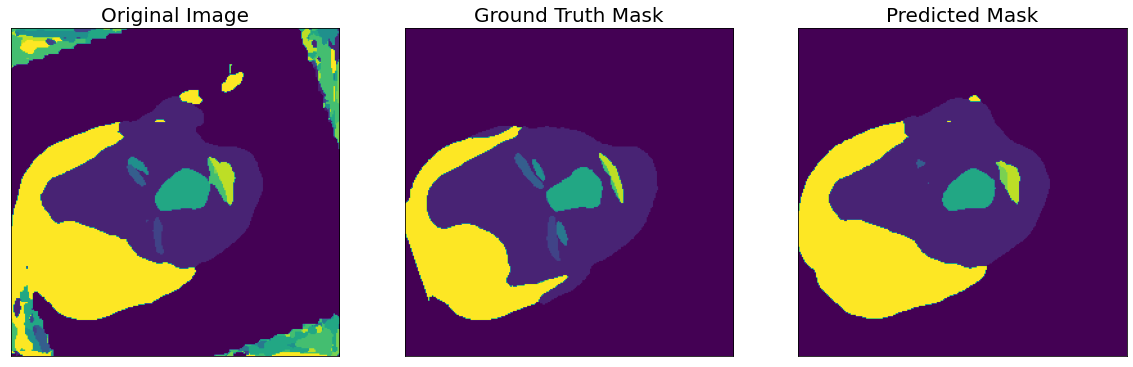 Original Image
Ground Truth Mask
Predicted Mask